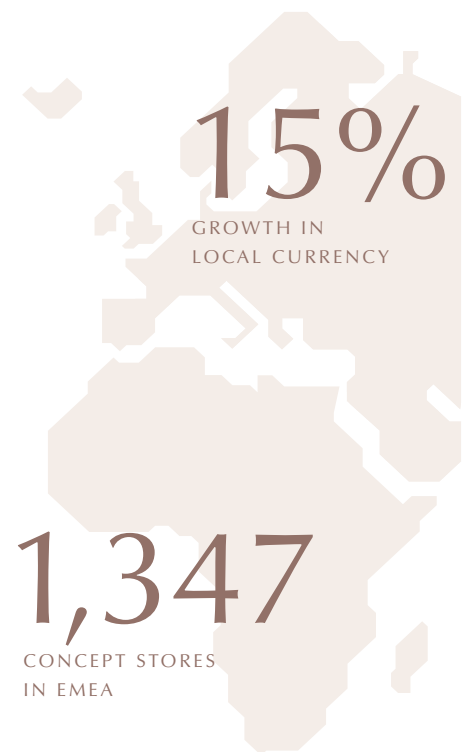 15%
GROWTH IN
LOCAL CURRENCY
1,347
CONCEPT STORES
IN EMEA